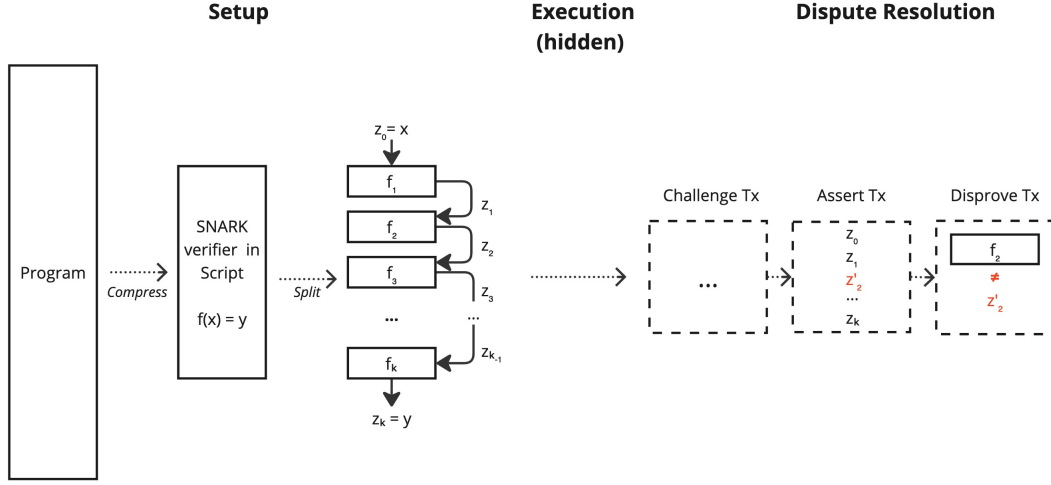 Setup
Execution
(hidden)
Dispute Resolution
Program
Compress
SNARK
verifier in
Script
f(x) = y
Split
z₀= x
f₁
z₁
f₂
z₂
f₃
z₃
...
...
zₖ₋₁
fₖ
zₖ = y
Challenge Tx
...
Assert Tx
z₀
z₁
z'₂
...
zₖ
Disprove Tx
f₂
≠
z'₂